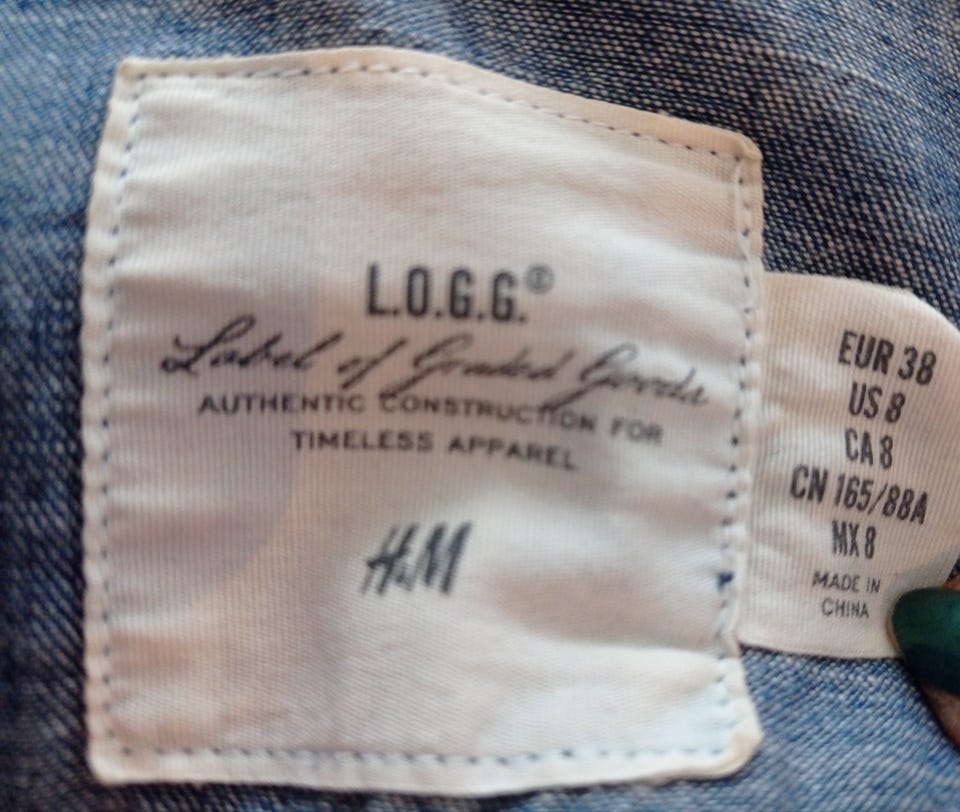 L.O.G.G.®
Label of Graded Goods
AUTHENTIC CONSTRUCTION FOR
TIMELESS APPAREL
H&M
EUR 38
US 8
CA 8
CN 165/88A
MX 8
MADE IN
CHINA